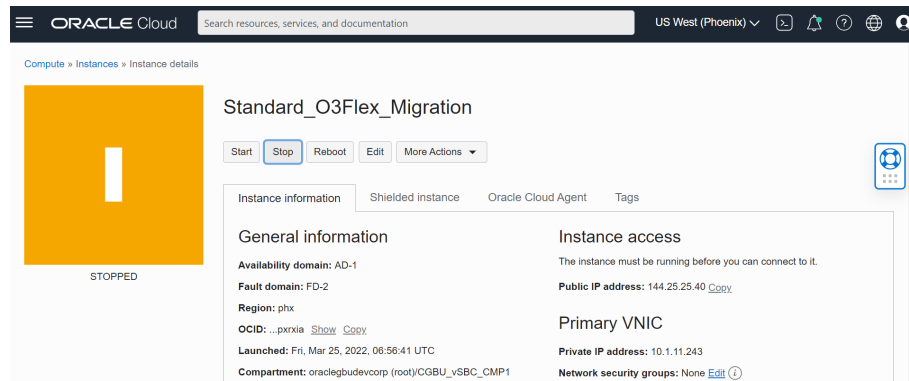 ORACLE Cloud
Search resources, services, and documentation
US West (Phoenix)
Compute » Instances » Instance details
Standard_O3Flex_Migration
Start Stop Reboot Edit More Actions
Instance information Shielded instance Oracle Cloud Agent Tags
STOPPED
General information
Availability domain: AD-1
Fault domain: FD-2
Region: phx
OCID: ...pxrxia Show Copy
Launched: Fri, Mar 25, 2022, 06:56:41 UTC
Compartment: oraclegbudevcorp (root)/CGBU_vSBC_CMP1
Instance access
The instance must be running before you can connect to it.
Public IP address: 144.25.25.40 Copy
Primary VNIC
Private IP address: 10.1.11.243
Network security groups: None Edit